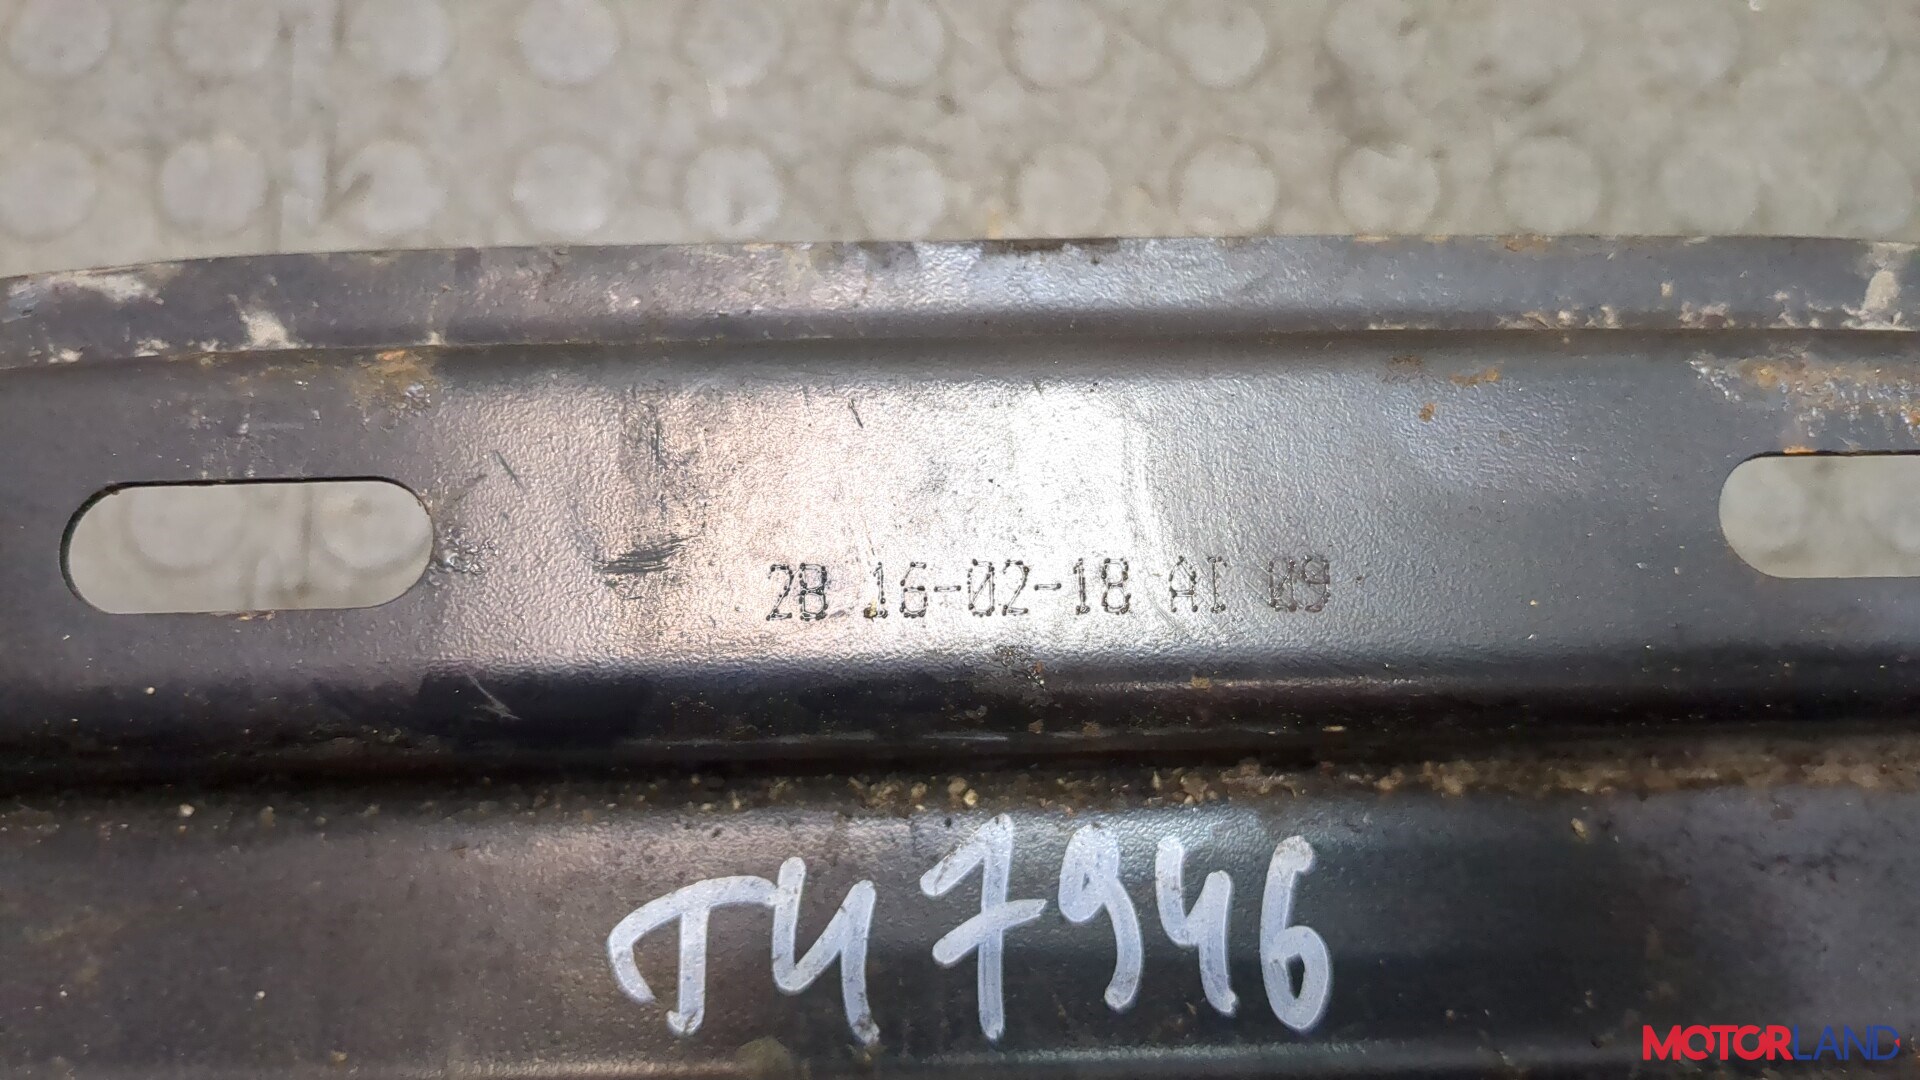 2B 16-02-18 AI 09
ТЧ7946
MOTORLAND